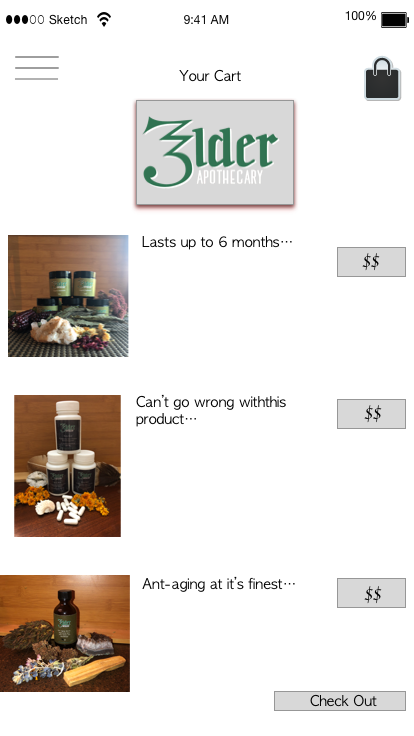 Sketch 9:41 AM 100%
Your Cart
3lder
APOTHECARY
Lasts up to 6 months…
$$
Can't go wrong withthis
product…
$$
Ant-aging at it's finest…
$$
Check Out